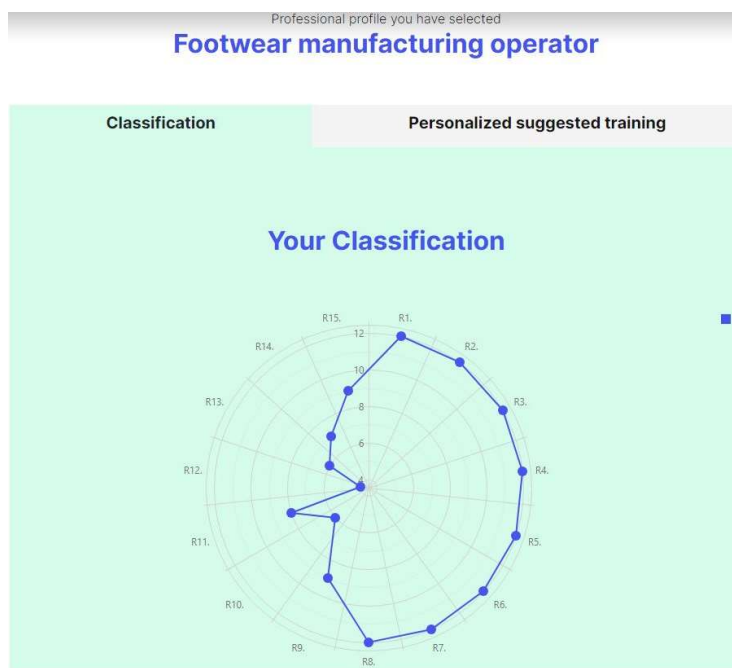 Professional profile you have selected
Footwear manufacturing operator
Classification
Personalized suggested training
Your Classification
R15.
R1.
R14.
12
R2.
10
R13.
8
R3.
6
R12.
4
R4.
R11.
R5.
R10.
R6.
R9.
R7.
R8.